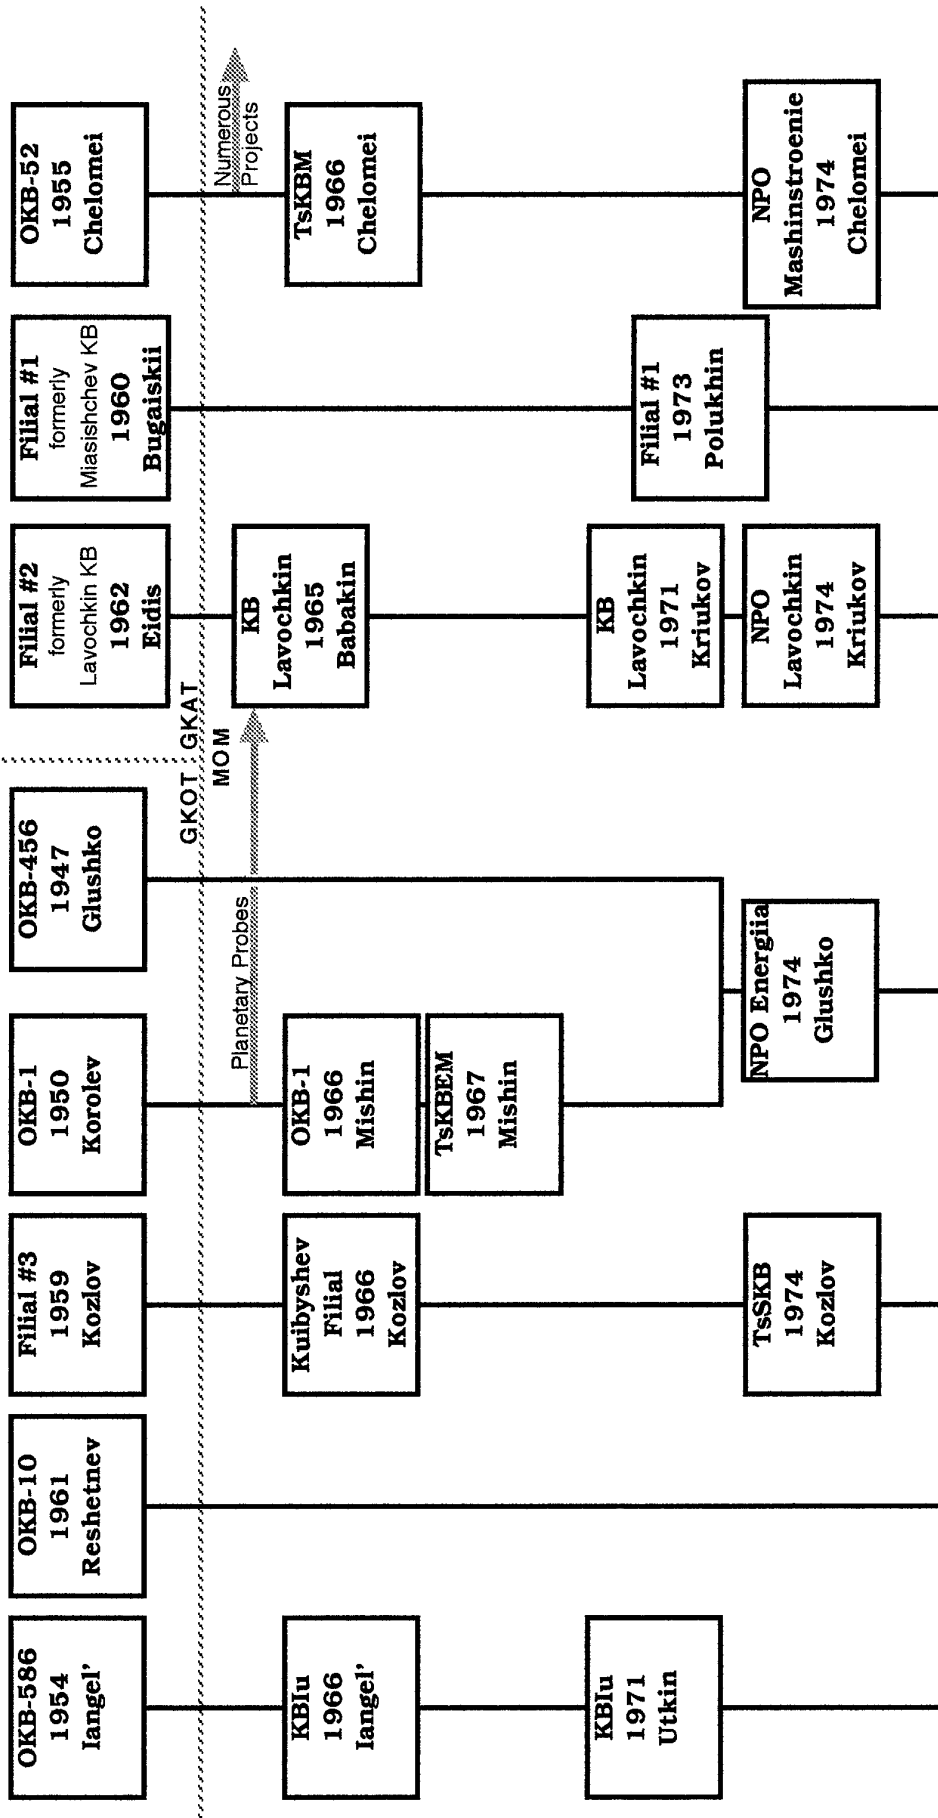 OKB-586
1954
Iangel'
OKB-10
1961
Reshetnev
Filial #3
1959
Kozlov
OKB-1
1950
Korolev
OKB-456
1947
Glushko
Filial #2
formerly
Lavochkin KB
1962
Eidis
Filial #1
formerly
Miasishchev KB
1960
Bugaiskii
OKB-52
1955
Chelomei
GKOT
GKAT
MOM
Planetary Probes
Numerous
Projects
KBIu
1966
Iangel'
Kuibyshev
Filial
1966
Kozlov
OKB-1
1966
Mishin
TsKBEM
1967
Mishin
KB
Lavochkin
1965
Babakin
TsKBM
1966
Chelomei
KBIu
1971
Utkin
KB
Lavochkin
1971
Kriukov
Filial #1
1973
Polukhin
TsSKB
1974
Kozlov
NPO Energiia
1974
Glushko
NPO
Lavochkin
1974
Kriukov
NPO
Mashinstroenie
1974
Chelomei